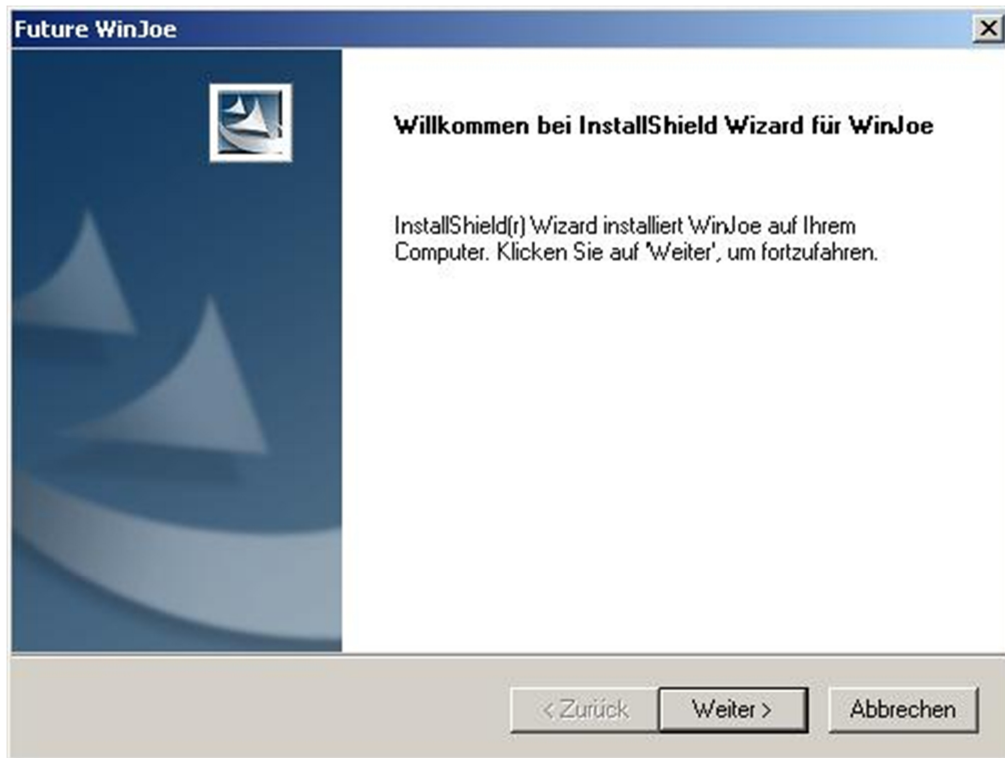 Future WinJoe
Willkommen bei InstallShield Wizard für WinJoe
InstallShield(r) Wizard installiert WinJoe auf Ihrem
Computer. Klicken Sie auf 'Weiter', um fortzufahren.
< Zurück
Weiter >
Abbrechen